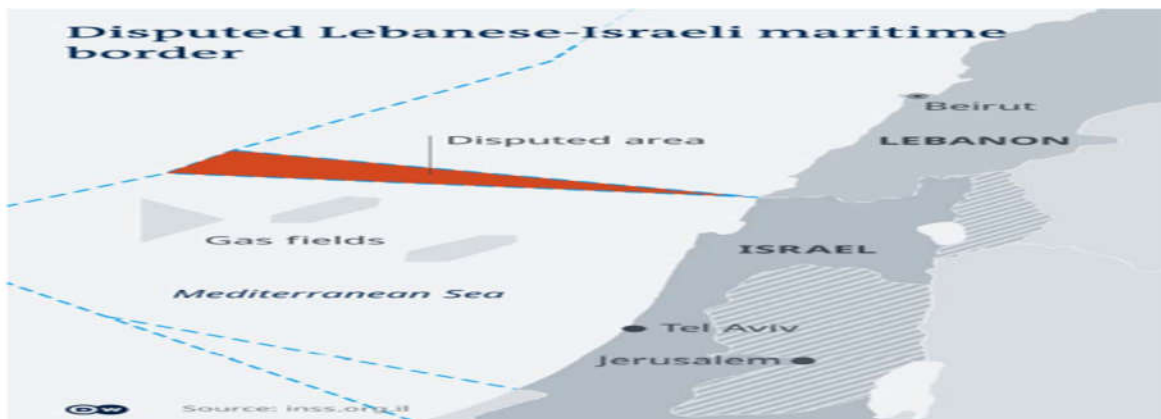 Disputed Lebanese-Israeli maritime
border
Beirut
Disputed area
LEBANON
Gas fields
ISRAEL
Mediterranean Sea
Tel Aviv
Jerusalem
DW
Source: inss.org.il